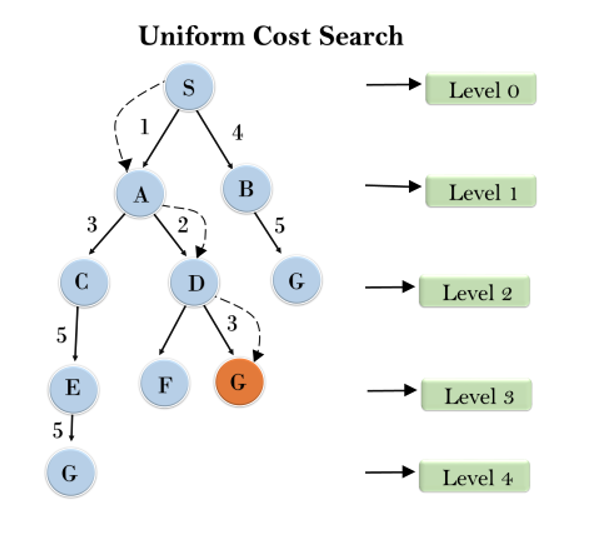 Uniform Cost Search
S
Level 0
1
4
A
B
Level 1
3
2
5
C
D
G
Level 2
5
3
E
F
G
Level 3
5
G
Level 4